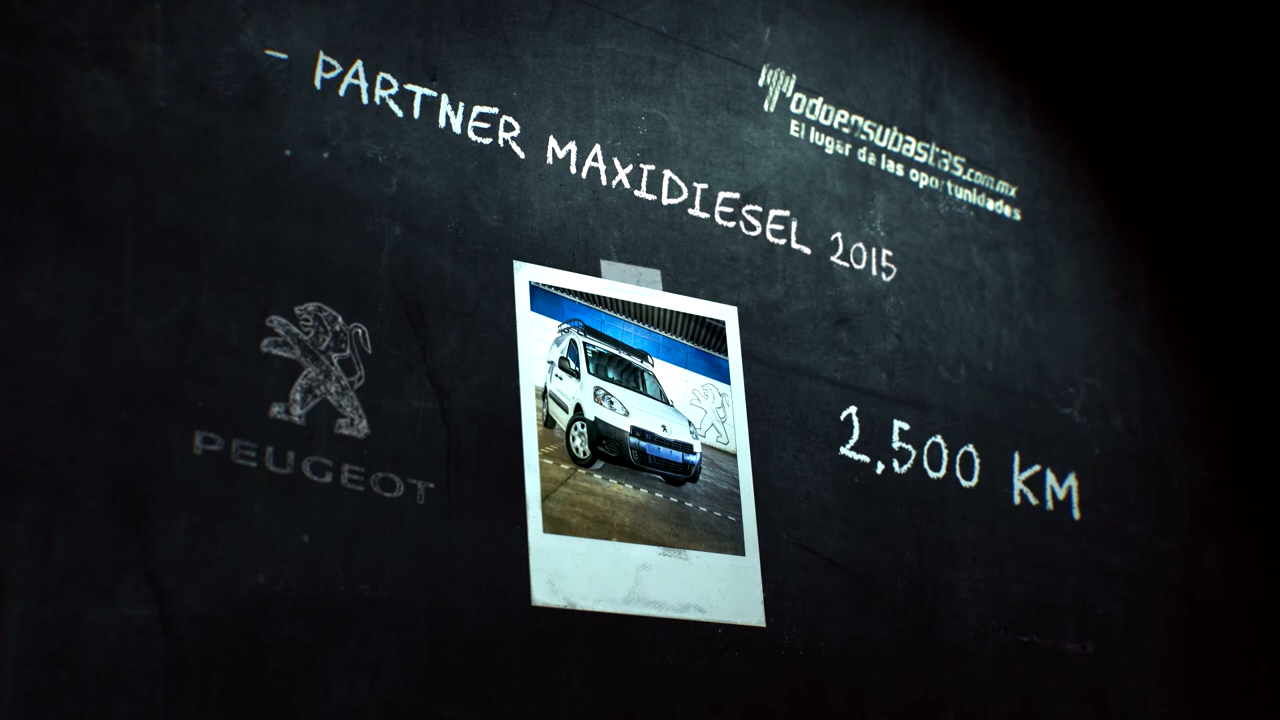 - PARTNER MAXIDIESEL 2015
Todoensubastas.com.mx
El lugar de las oportunidades
PEUGEOT
2,500 KM